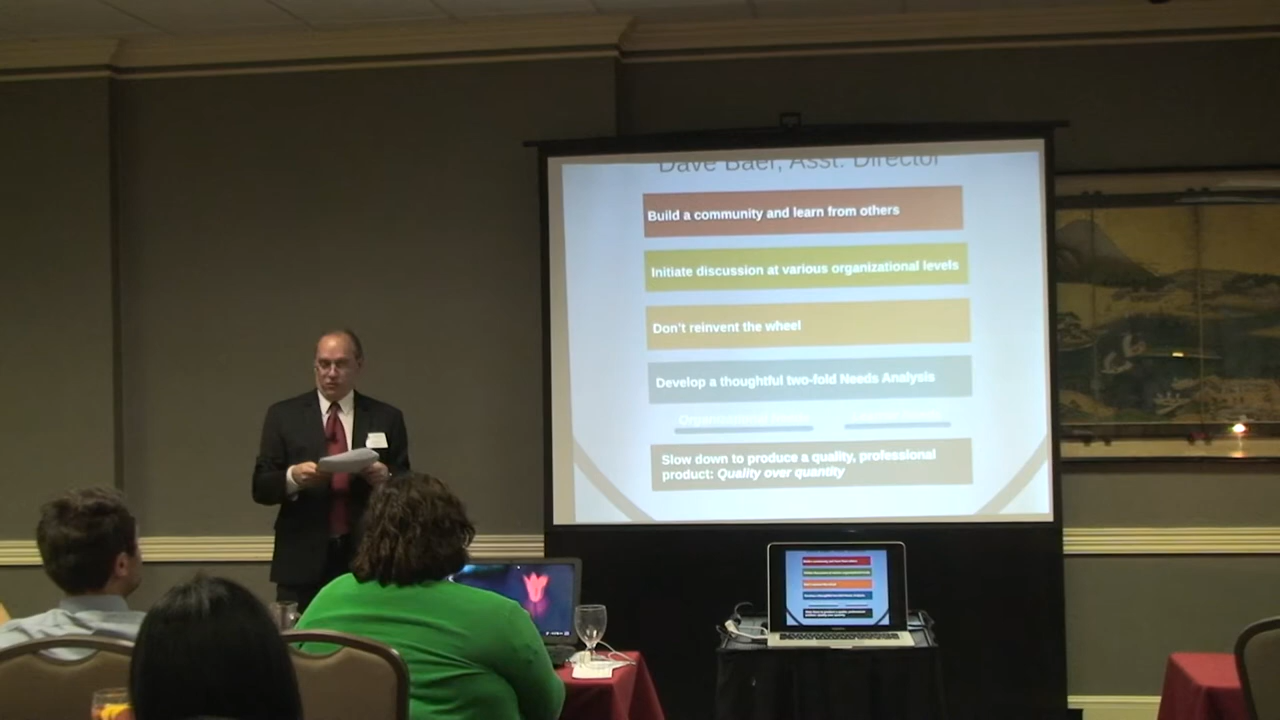 Dave Baer, Asst. Director
Build a community and learn from others
Initiate discussion at various organizational levels
Don't reinvent the wheel
Develop a thoughtful two-fold Needs Analysis
Slow down to produce a quality, professional
product: Quality over quantity